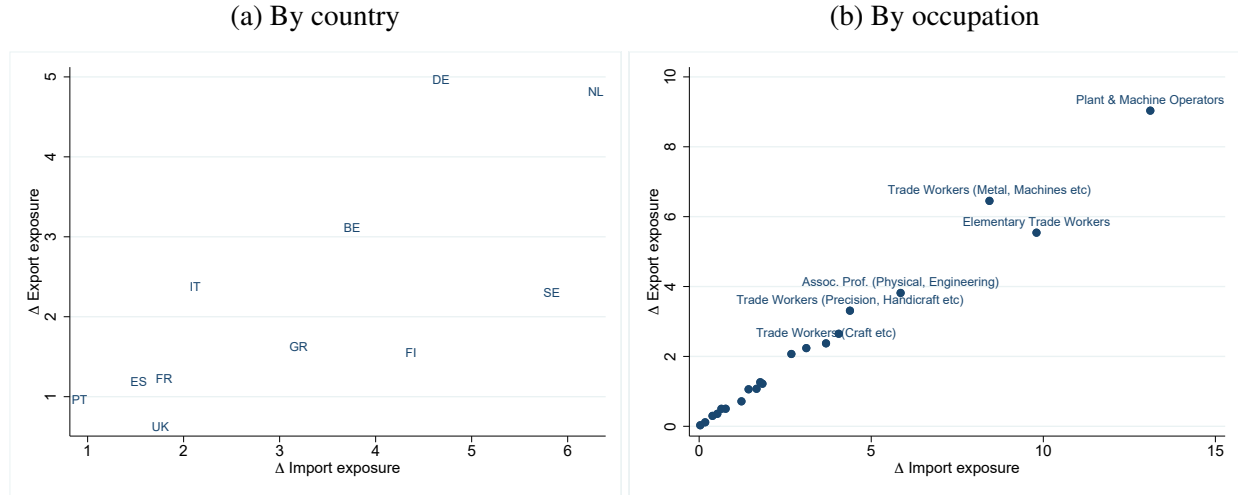 (a) By country
5
4
3
2
1
Δ Export exposure
DE
NL
BE
IT
SE
GR
FI
ES
FR
PT
UK
1 2 3 4 5 6
Δ Import exposure
(b) By occupation
10
8
6
4
2
0
Δ Export exposure
Plant & Machine Operators
Trade Workers (Metal, Machines etc)
Elementary Trade Workers
Assoc. Prof. (Physical, Engineering)
Trade Workers (Precision, Handicraft etc)
Trade Workers (Craft etc)
0 5 10 15
Δ Import exposure